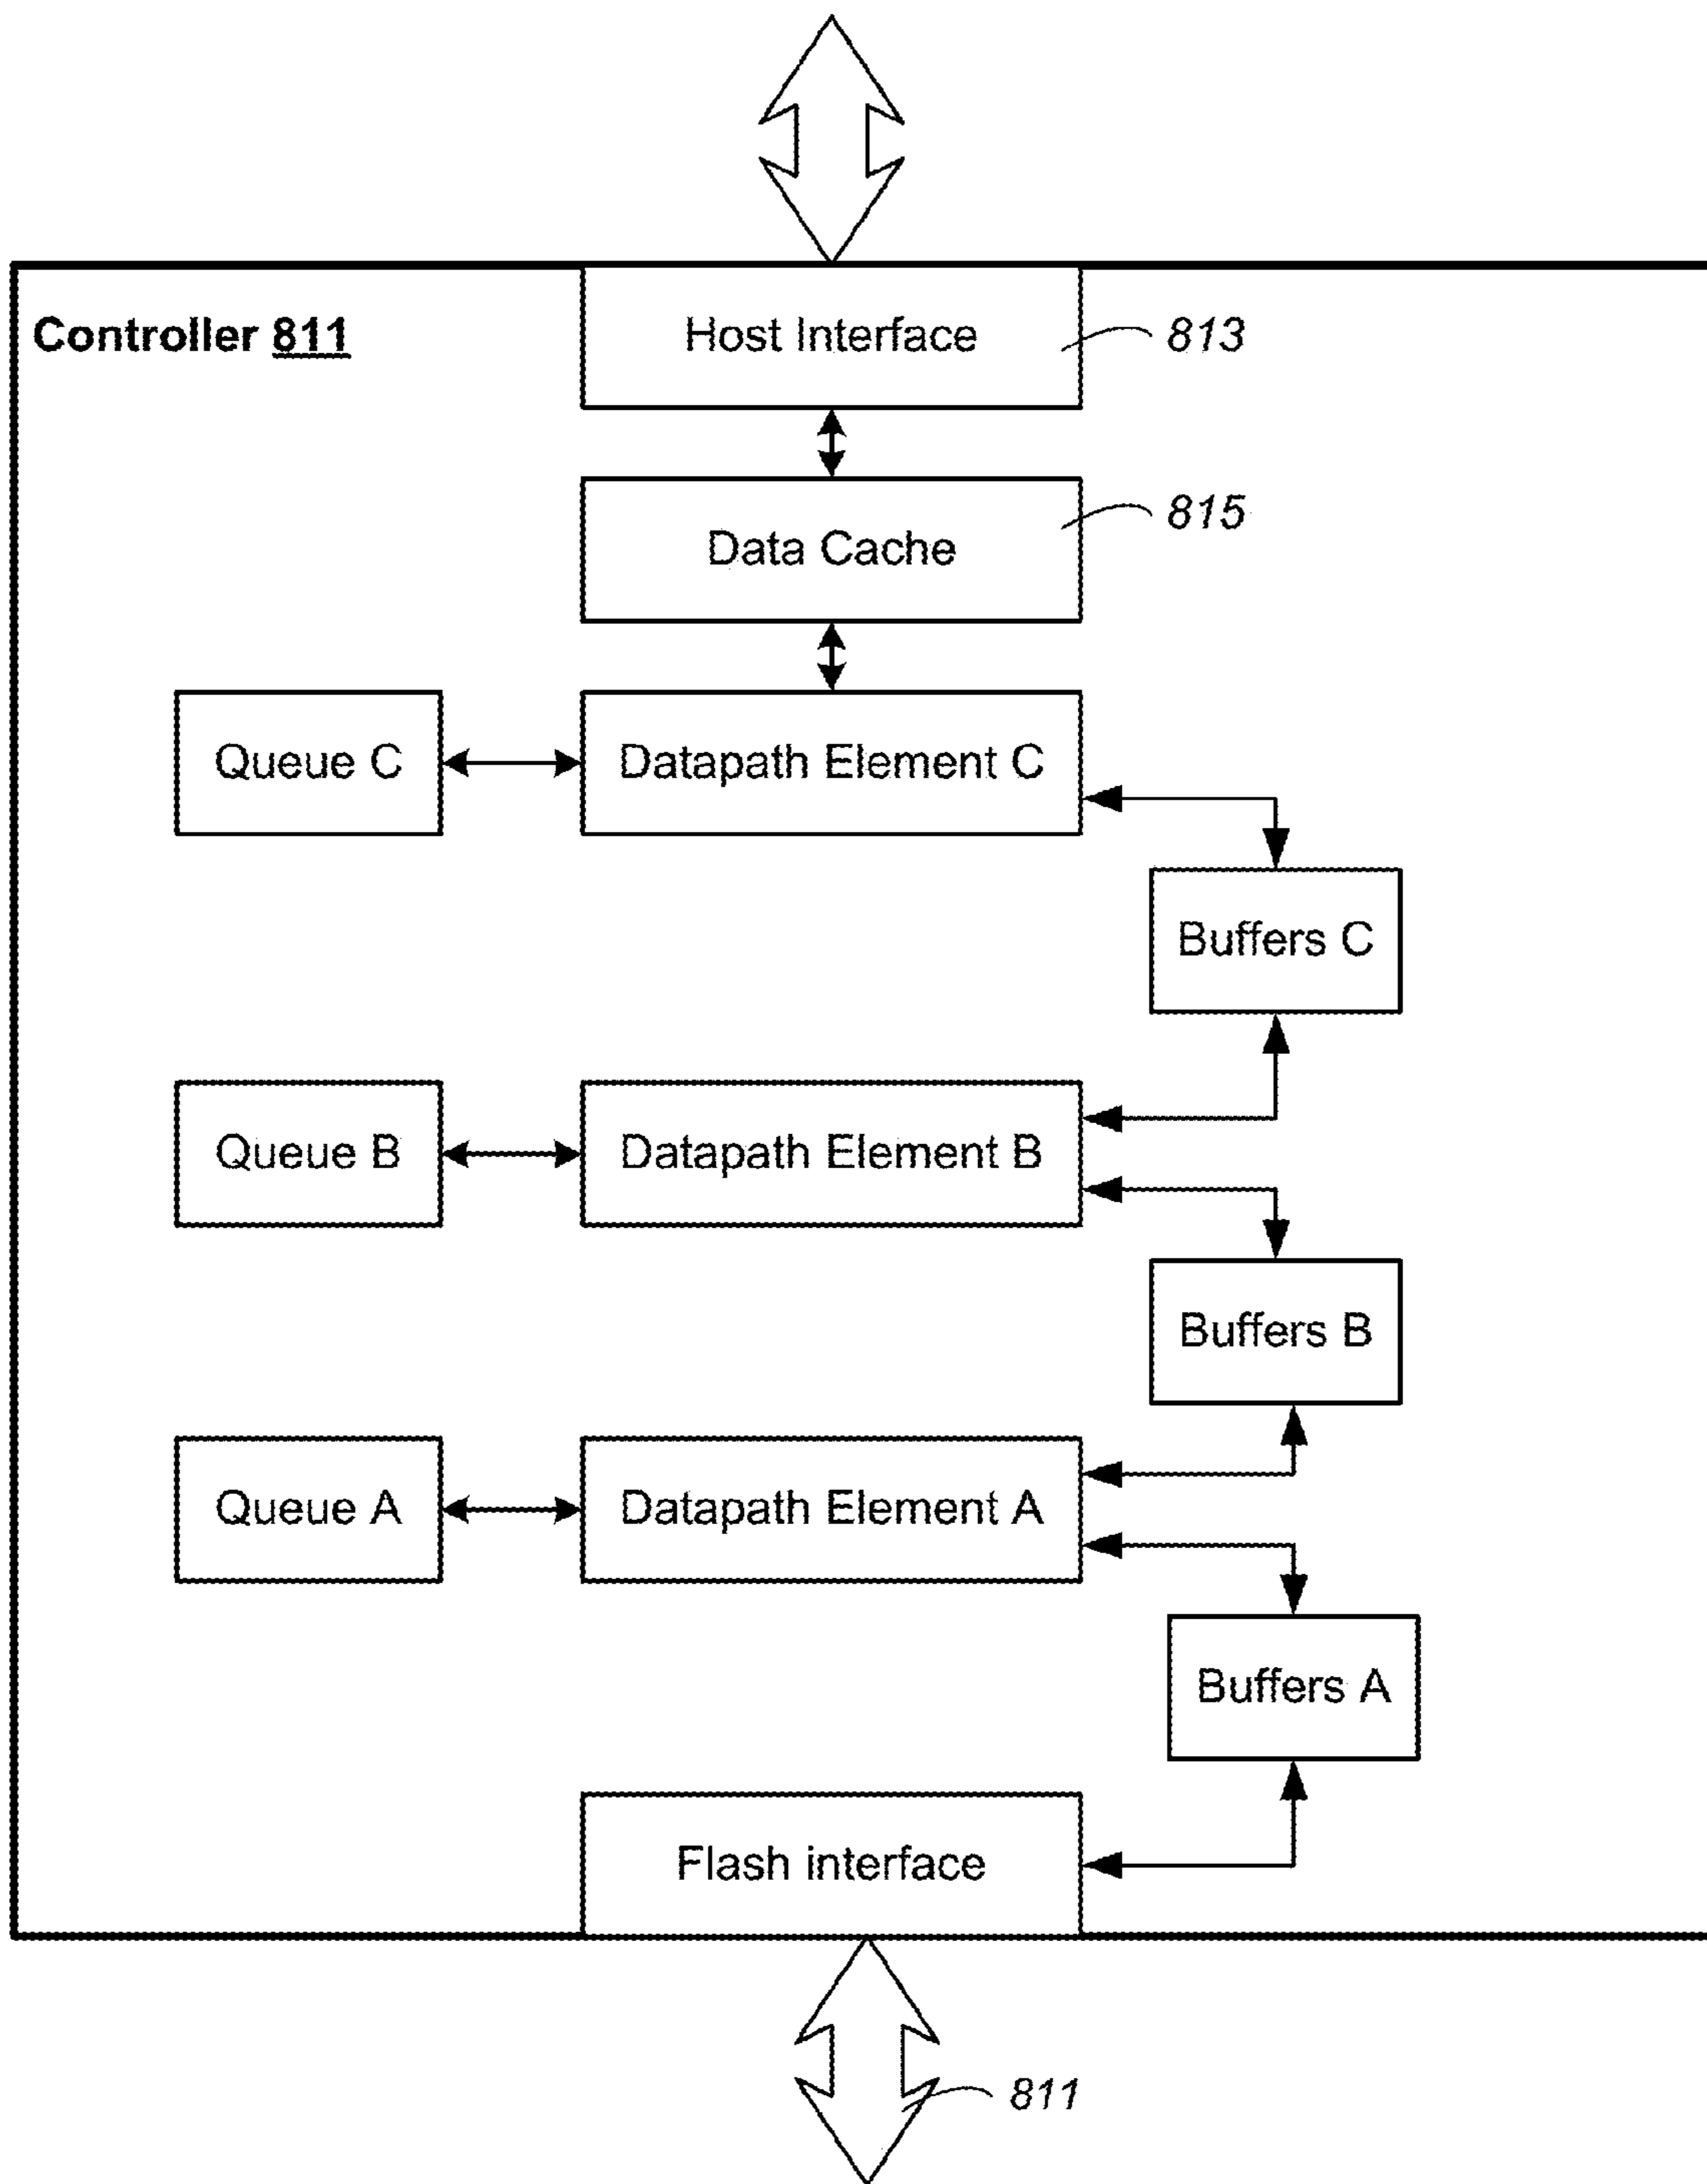 Controller 811
Host Interface
813
Data Cache
815
Queue C
Datapath Element C
Buffers C
Queue B
Datapath Element B
Buffers B
Queue A
Datapath Element A
Buffers A
Flash interface
811